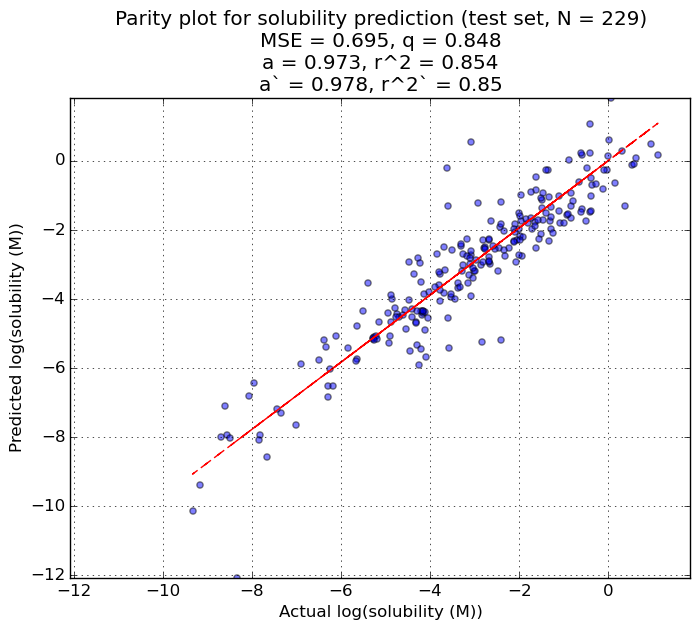 Parity plot for solubility prediction (test set, N = 229)
MSE = 0.695, q = 0.848
a = 0.973, r^2 = 0.854
a` = 0.978, r^2` = 0.85
Predicted log(solubility (M))
0
−2
−4
−6
−8
−10
−12
−12 −10 −8 −6 −4 −2 0
Actual log(solubility (M))